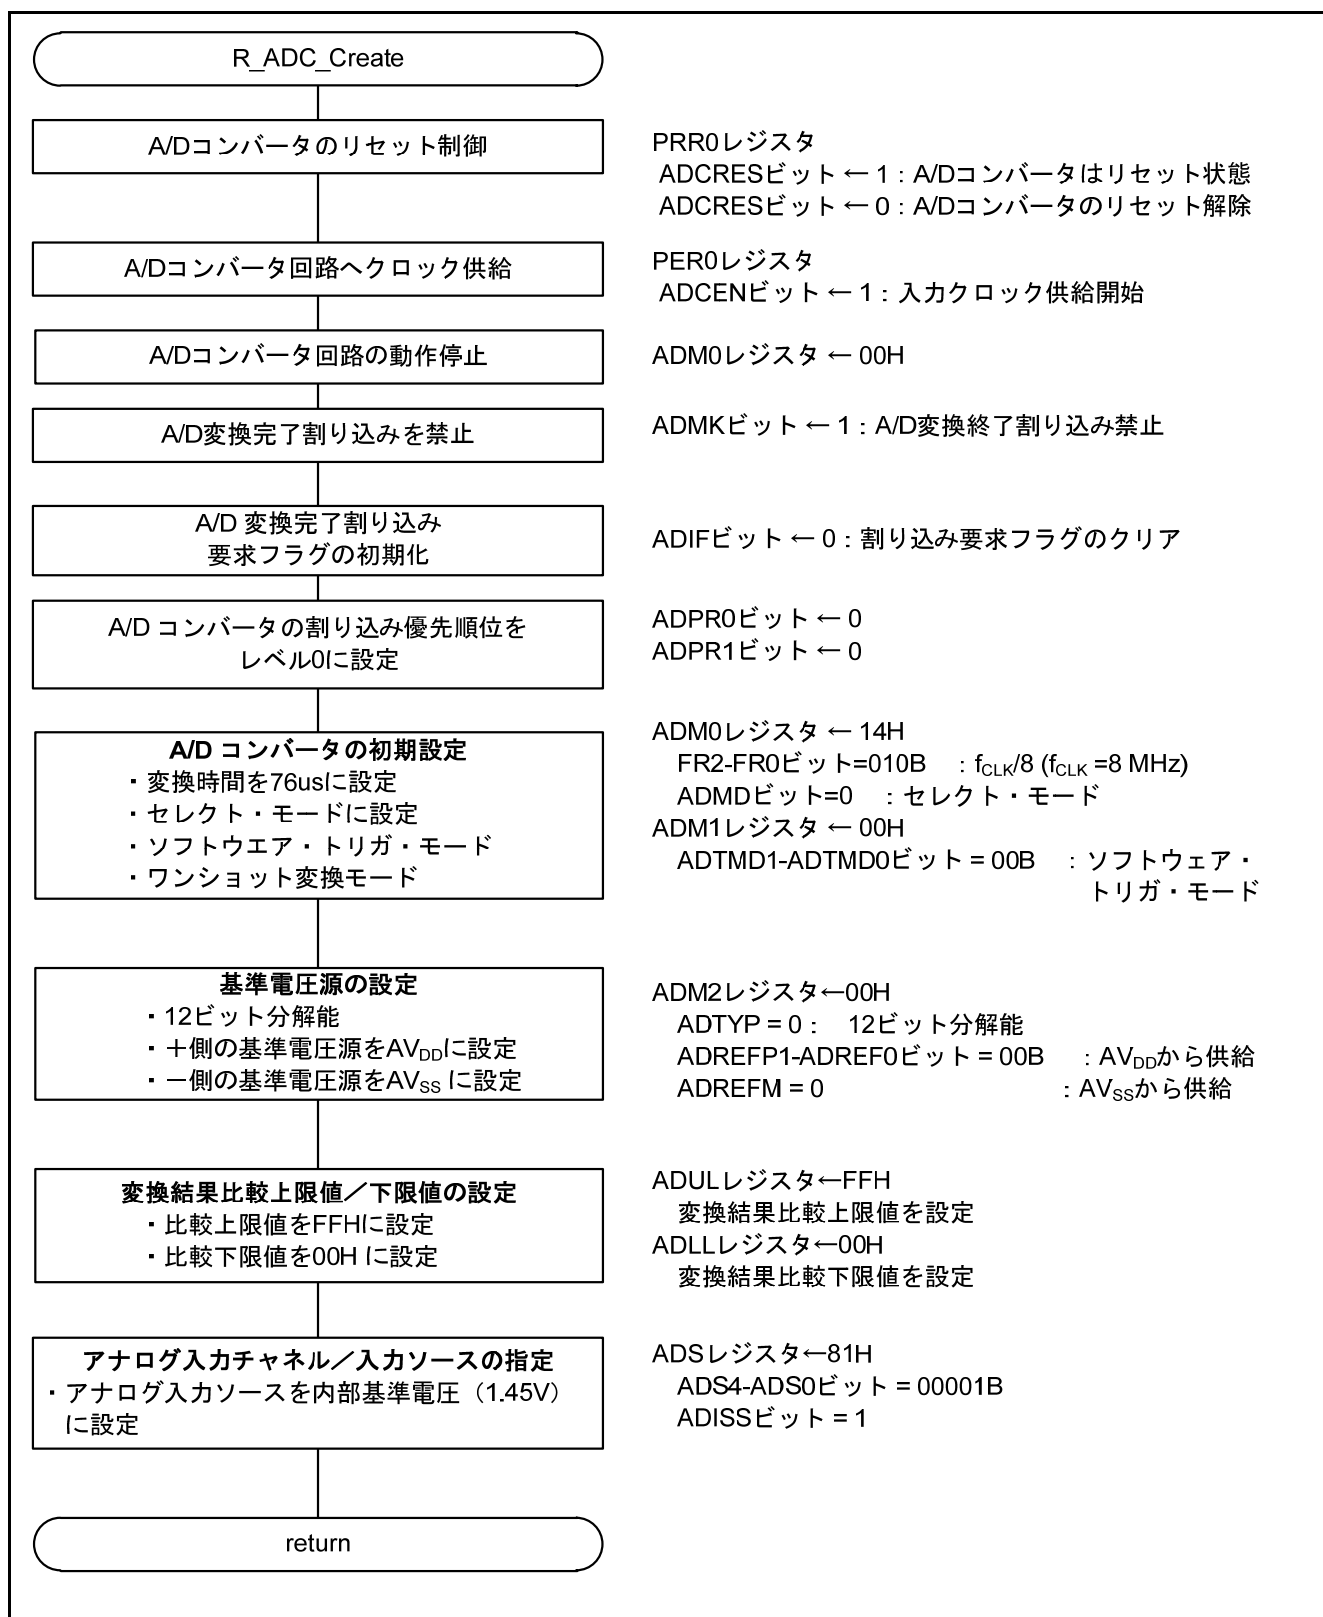 R_ADC_Create
A/Dコンバータのリセット制御
PRR0レジスタ
ADCRESビット ← 1：A/Dコンバータはリセット状態
ADCRESビット ← 0：A/Dコンバータのリセット解除
A/Dコンバータ回路へクロック供給
PER0レジスタ
ADCENビット ← 1：入力クロック供給開始
A/Dコンバータ回路の動作停止
ADM0レジスタ ← 00H
A/D変換完了割り込みを禁止
ADMKビット ← 1：A/D変換終了割り込み禁止
A/D 変換完了割り込み
要求フラグの初期化
ADIFビット ← 0：割り込み要求フラグのクリア
A/D コンバータの割り込み優先順位を
レベル0に設定
ADPR0ビット ← 0
ADPR1ビット ← 0
A/D コンバータの初期設定
・変換時間を76usに設定
・セレクト・モードに設定
・ソフトウエア・トリガ・モード
・ワンショット変換モード
ADM0レジスタ ← 14H
FR2-FR0ビット=010B ：fCLK/8 (fCLK =8 MHz)
ADMDビット=0 ：セレクト・モード
ADM1レジスタ ← 00H
ADTMD1-ADTMD0ビット = 00B ：ソフトウェア・
トリガ・モード
基準電圧源の設定
・12ビット分解能
・＋側の基準電圧源をAVDDに設定
・－側の基準電圧源をAVSS に設定
ADM2レジスタ←00H
ADTYP = 0： 12ビット分解能
ADREFP1-ADREF0ビット = 00B ：AVDDから供給
ADREFM = 0 ：AVSSから供給
変換結果比較上限値／下限値の設定
・比較上限値をFFHに設定
・比較下限値を00H に設定
ADULレジスタ←FFH
変換結果比較上限値を設定
ADLLレジスタ←00H
変換結果比較下限値を設定
アナログ入力チャネル／入力ソースの指定
・アナログ入力ソースを内部基準電圧（1.45V）
に設定
ADSレジスタ←81H
ADS4-ADS0ビット = 00001B
ADISSビット = 1
return